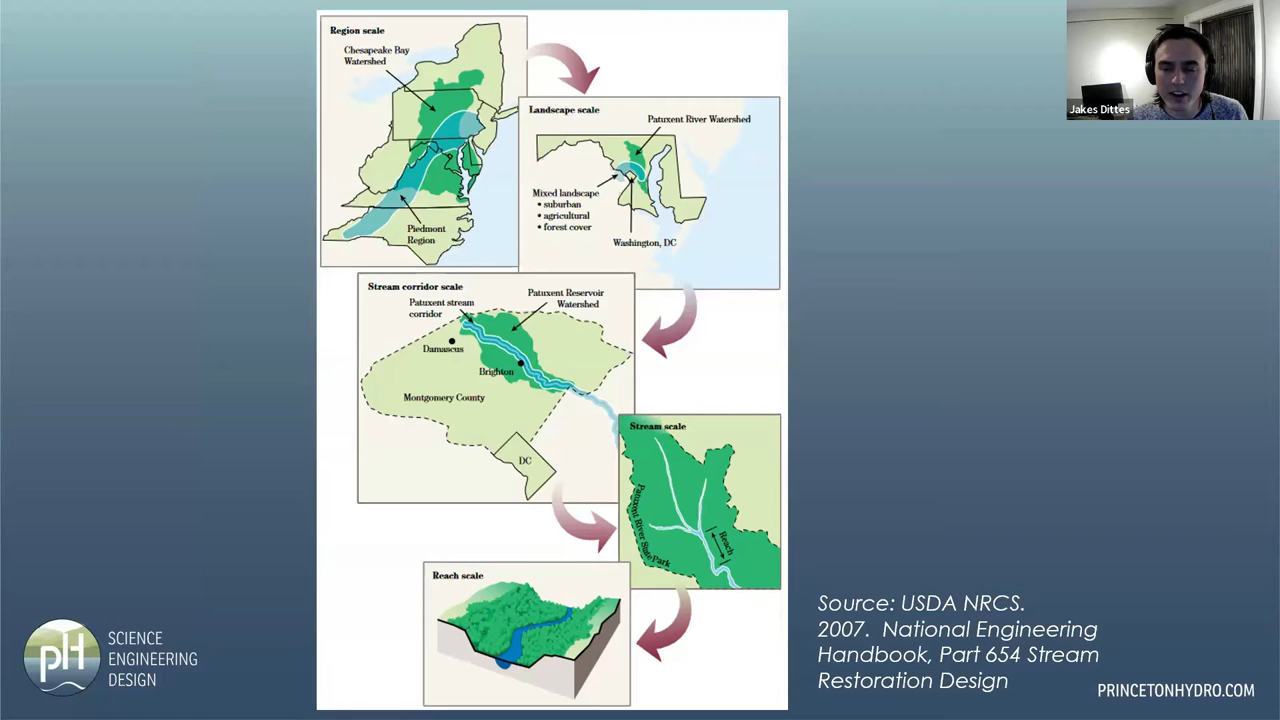 Region scale
Chesapeake Bay
Watershed
Piedmont
Region
Landscape scale
Patuxent River Watershed
Mixed landscape
• suburban
• agricultural
• forest cover
Washington, DC
Stream corridor scale
Patuxent stream
corridor
Patuxent Reservoir
Watershed
Damascus
Brighton
Montgomery County
DC
Stream scale
Patuxent River State Park
Reach
Reach scale
Jakes Dittes
Source: USDA NRCS.
2007. National Engineering
Handbook, Part 654 Stream
Restoration Design
pH
SCIENCE
ENGINEERING
DESIGN
PRINCETONHYDRO.COM